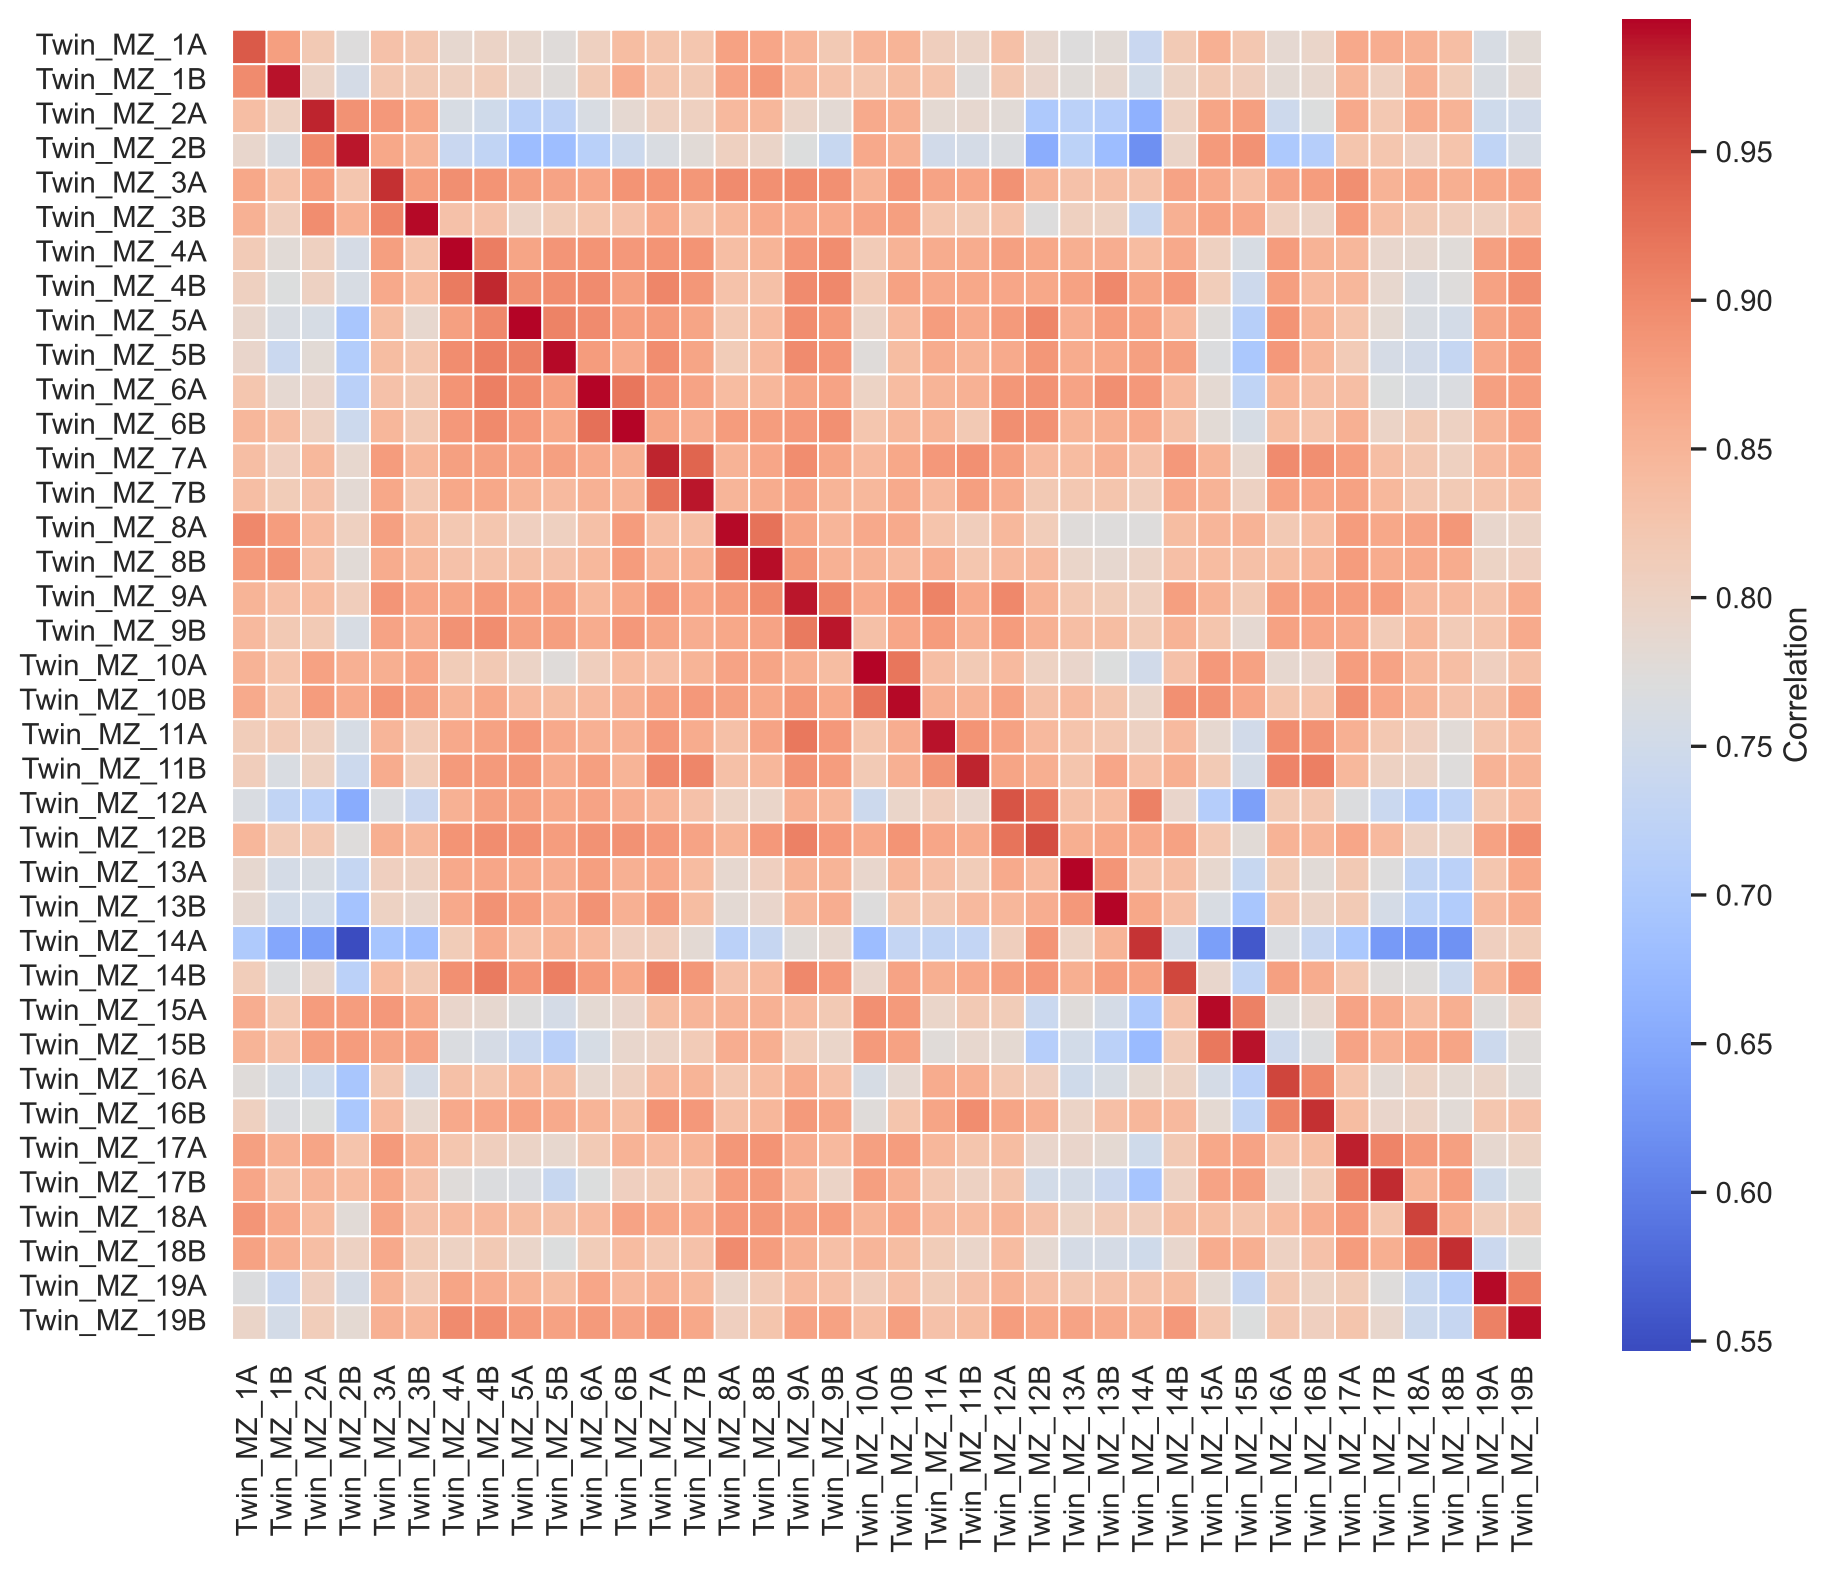 Twin_MZ_1A
Twin_MZ_1B
Twin_MZ_2A
Twin_MZ_2B
Twin_MZ_3A
Twin_MZ_3B
Twin_MZ_4A
Twin_MZ_4B
Twin_MZ_5A
Twin_MZ_5B
Twin_MZ_6A
Twin_MZ_6B
Twin_MZ_7A
Twin_MZ_7B
Twin_MZ_8A
Twin_MZ_8B
Twin_MZ_9A
Twin_MZ_9B
Twin_MZ_10A
Twin_MZ_10B
Twin_MZ_11A
Twin_MZ_11B
Twin_MZ_12A
Twin_MZ_12B
Twin_MZ_13A
Twin_MZ_13B
Twin_MZ_14A
Twin_MZ_14B
Twin_MZ_15A
Twin_MZ_15B
Twin_MZ_16A
Twin_MZ_16B
Twin_MZ_17A
Twin_MZ_17B
Twin_MZ_18A
Twin_MZ_18B
Twin_MZ_19A
Twin_MZ_19B
Twin_MZ_1A
Twin_MZ_1B
Twin_MZ_2A
Twin_MZ_2B
Twin_MZ_3A
Twin_MZ_3B
Twin_MZ_4A
Twin_MZ_4B
Twin_MZ_5A
Twin_MZ_5B
Twin_MZ_6A
Twin_MZ_6B
Twin_MZ_7A
Twin_MZ_7B
Twin_MZ_8A
Twin_MZ_8B
Twin_MZ_9A
Twin_MZ_9B
Twin_MZ_10A
Twin_MZ_10B
Twin_MZ_11A
Twin_MZ_11B
Twin_MZ_12A
Twin_MZ_12B
Twin_MZ_13A
Twin_MZ_13B
Twin_MZ_14A
Twin_MZ_14B
Twin_MZ_15A
Twin_MZ_15B
Twin_MZ_16A
Twin_MZ_16B
Twin_MZ_17A
Twin_MZ_17B
Twin_MZ_18A
Twin_MZ_18B
Twin_MZ_19A
Twin_MZ_19B
0.95
0.90
0.85
0.80
0.75
0.70
0.65
0.60
0.55
Correlation